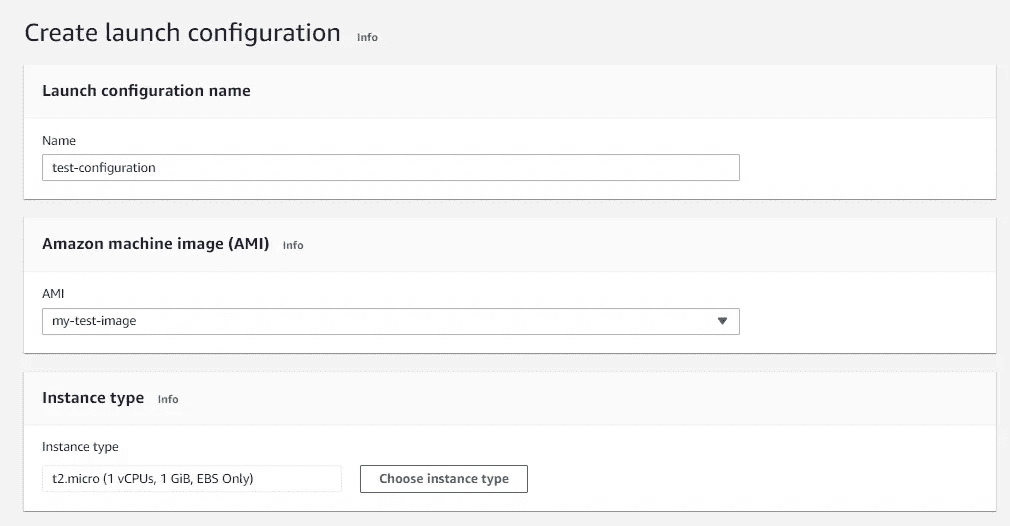 Create launch configuration Info
Launch configuration name
Name
test-configuration
Amazon machine image (AMI) Info
AMI
my-test-image
Instance type Info
Instance type
t2.micro (1 vCPUs, 1 GiB, EBS Only) Choose instance type